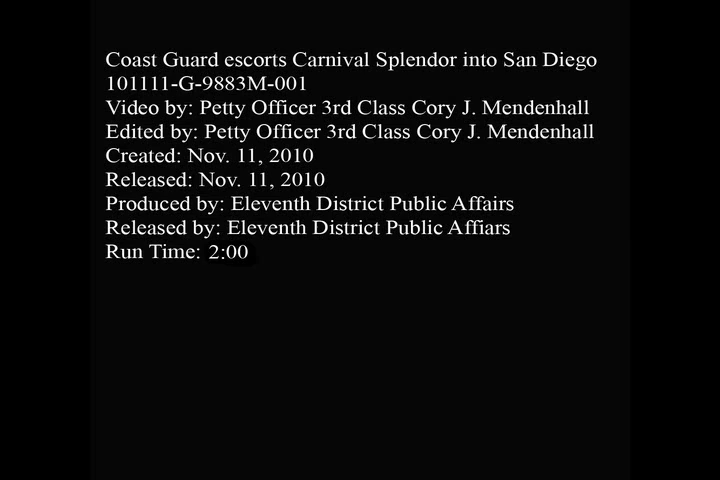 Coast Guard escorts Carnival Splendor into San Diego
101111-G-9883M-001
Video by: Petty Officer 3rd Class Cory J. Mendenhall
Edited by: Petty Officer 3rd Class Cory J. Mendenhall
Created: Nov. 11, 2010
Released: Nov. 11, 2010
Produced by: Eleventh District Public Affairs
Released by: Eleventh District Public Affiars
Run Time: 2:00